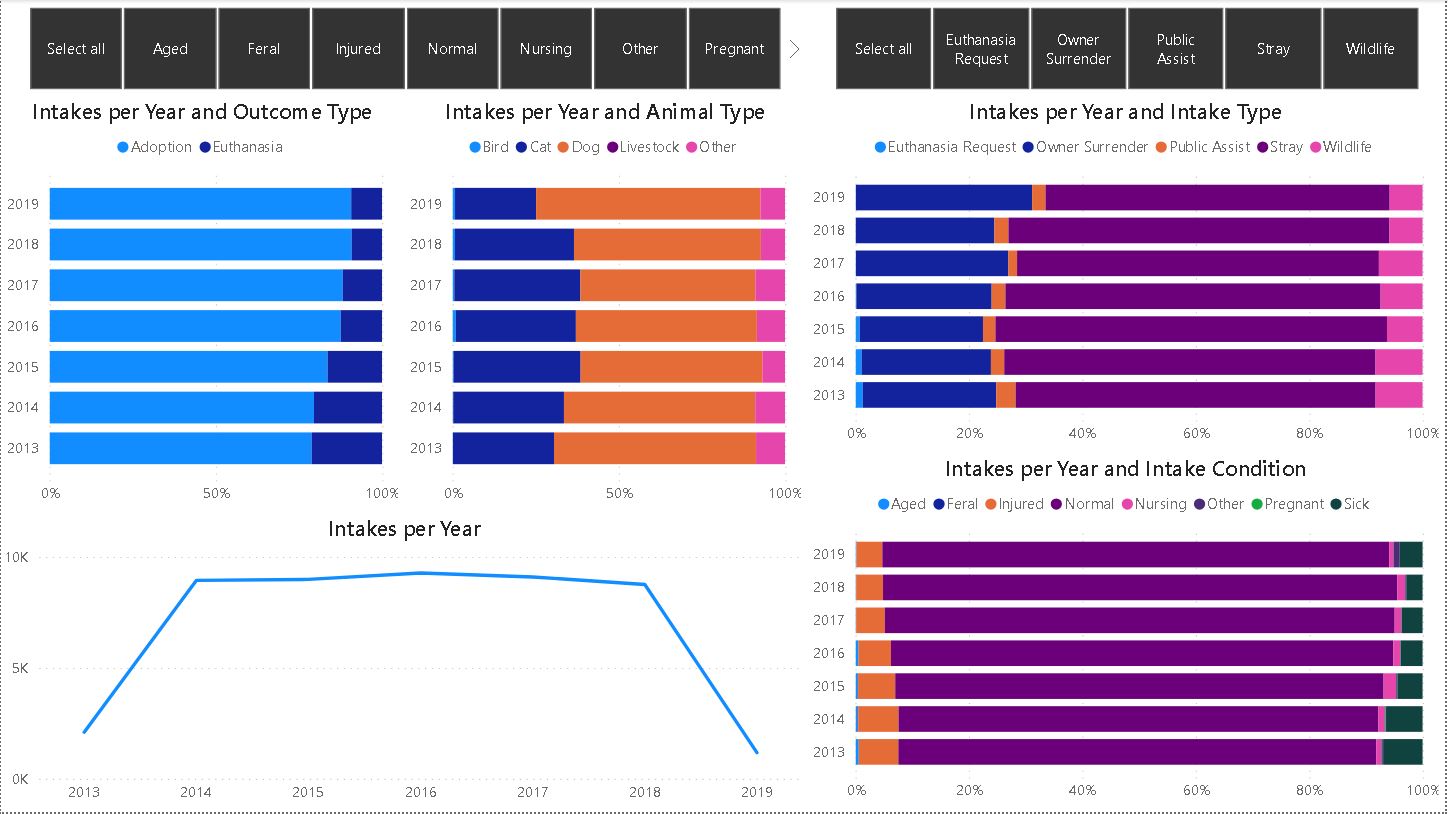 Select all
Aged
Feral
Injured
Normal
Nursing
Other
Pregnant
Select all
Euthanasia
Request
Owner
Surrender
Public
Assist
Stray
Wildlife
Intakes per Year and Outcome Type
Adoption Euthanasia
2019
2018
2017
2016
2015
2014
2013
0% 50% 100%
Intakes per Year and Animal Type
Bird Cat Dog Livestock Other
2019
2018
2017
2016
2015
2014
2013
0% 50% 100%
Intakes per Year and Intake Type
Euthanasia Request Owner Surrender Public Assist Stray Wildlife
2019
2018
2017
2016
2015
2014
2013
0% 20% 40% 60% 80% 100%
Intakes per Year
10K
5K
0K
2013 2014 2015 2016 2017 2018 2019
Intakes per Year and Intake Condition
Aged Feral Injured Normal Nursing Other Pregnant Sick
2019
2018
2017
2016
2015
2014
2013
0% 20% 40% 60% 80% 100%